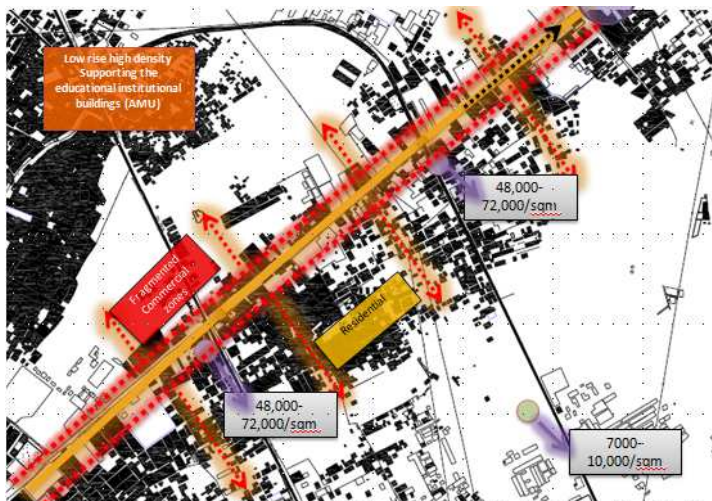 Low rise high density
Supporting the
educational institutional
buildings (AMU)
48,000-
72,000/sqm
Fragmented
Commercial
zones
Residential
48,000-
72,000/sqm
7000-
10,000/sqm